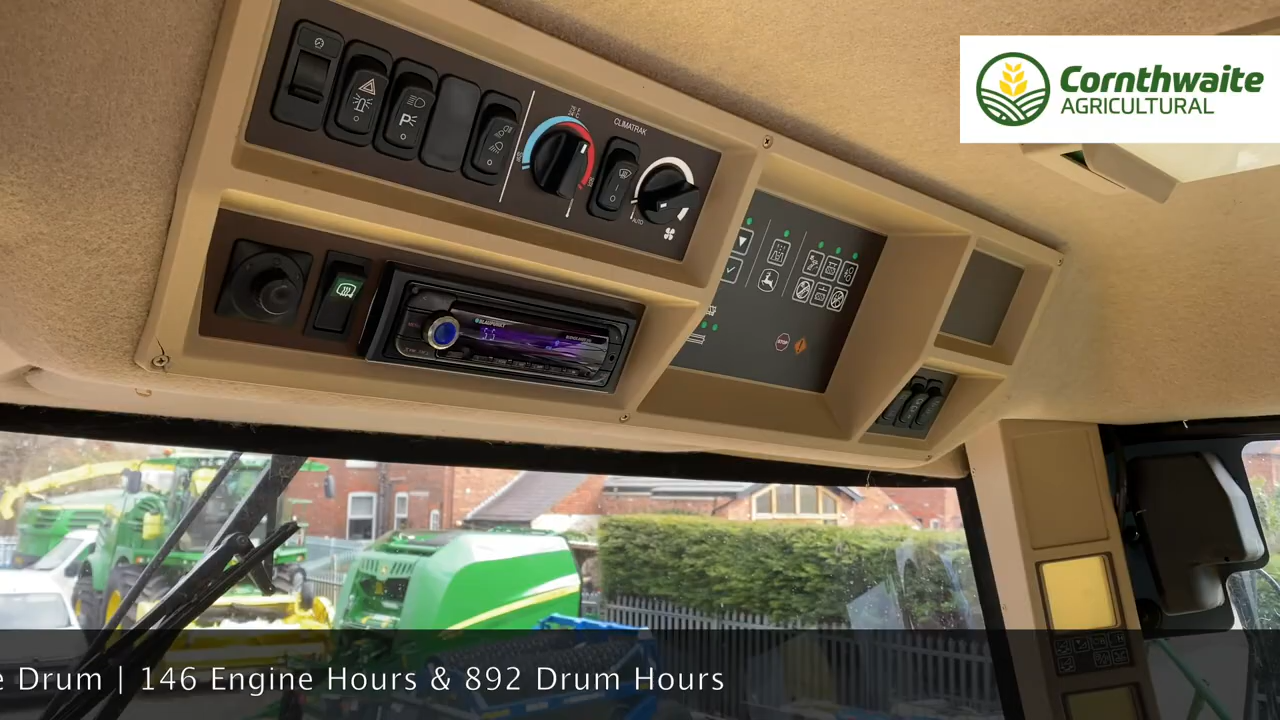 Cornthwaite
AGRICULTURAL
CLIMATRAK
P
AUTO
BLAUPUNKT
STOP
e Drum | 146 Engine Hours & 892 Drum Hours